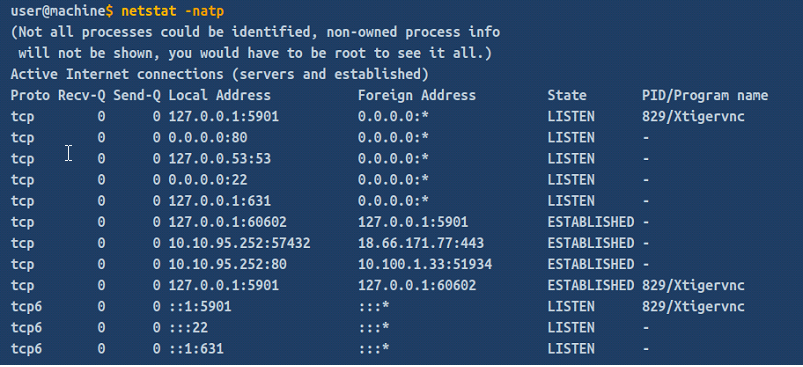 user@machine$ netstat -natp
(Not all processes could be identified, non-owned process info
 will not be shown, you would have to be root to see it all.)
Active Internet connections (servers and established)
Proto Recv-Q Send-Q Local Address           Foreign Address         State       PID/Program name
tcp        0      0 127.0.0.1:5901          0.0.0.0:*               LISTEN      829/Xtigervnc
tcp        0      0 0.0.0.0:80              0.0.0.0:*               LISTEN      -
tcp        0      0 127.0.0.53:53           0.0.0.0:*               LISTEN      -
tcp        0      0 0.0.0.0:22              0.0.0.0:*               LISTEN      -
tcp        0      0 127.0.0.1:631           0.0.0.0:*               LISTEN      -
tcp        0      0 127.0.0.1:60602         127.0.0.1:5901          ESTABLISHED -
tcp        0      0 10.10.95.252:57432      18.66.171.77:443        ESTABLISHED -
tcp        0      0 10.10.95.252:80         10.100.1.33:51934       ESTABLISHED -
tcp        0      0 127.0.0.1:5901          127.0.0.1:60602         ESTABLISHED 829/Xtigervnc
tcp6       0      0 ::1:5901                :::*                    LISTEN      829/Xtigervnc
tcp6       0      0 :::22                   :::*                    LISTEN      -
tcp6       0      0 ::1:631                 :::*                    LISTEN      -